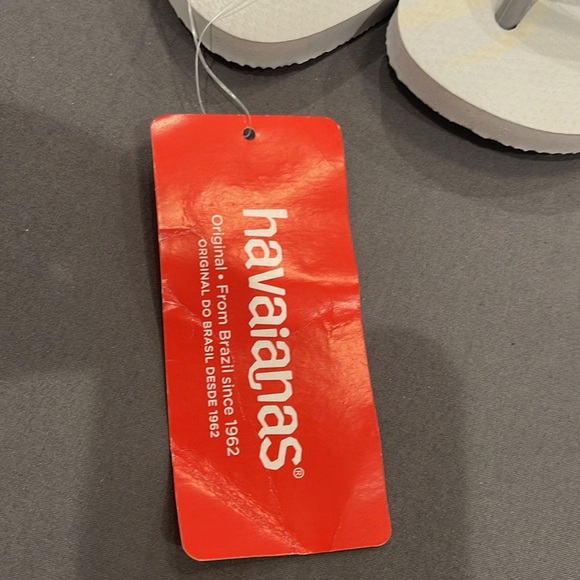 havaianas®
Original • From Brazil since 1962
ORIGINAL DO BRASIL DESDE 1962